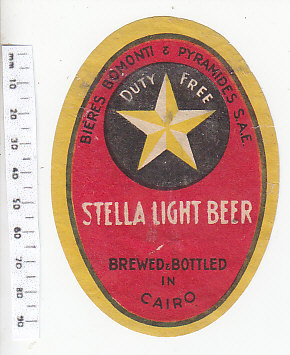 BIÈRES BOMONTI & PYRAMIDES S.A.E.
DUTY FREE
STELLA LIGHT BEER
BREWED & BOTTLED
IN
CAIRO
mm 10 20 30 40 50 60 70 80 90